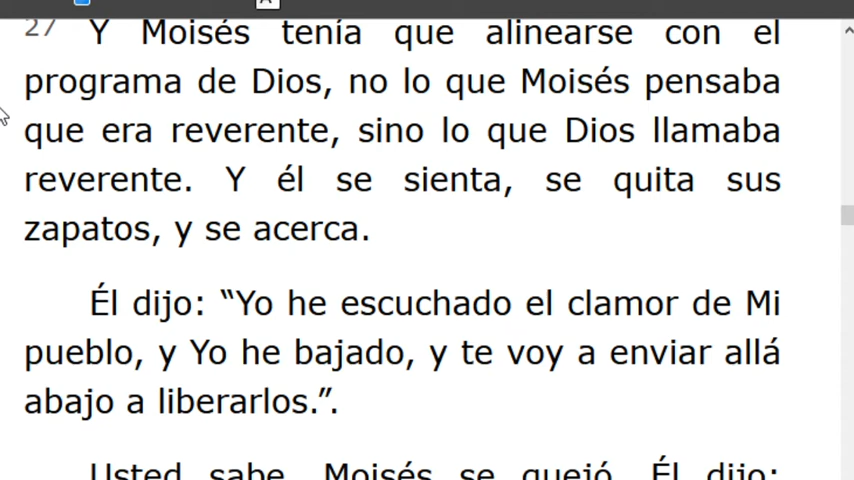 27 Y Moisés tenía que alinearse con el
programa de Dios, no lo que Moisés pensaba
que era reverente, sino lo que Dios llamaba
reverente. Y él se sienta, se quita sus
zapatos, y se acerca.
Él dijo: “Yo he escuchado el clamor de Mi
pueblo, y Yo he bajado, y te voy a enviar allá
abajo a liberarlos.”.
Usted sabe, Moisés se quejó. Él dijo: